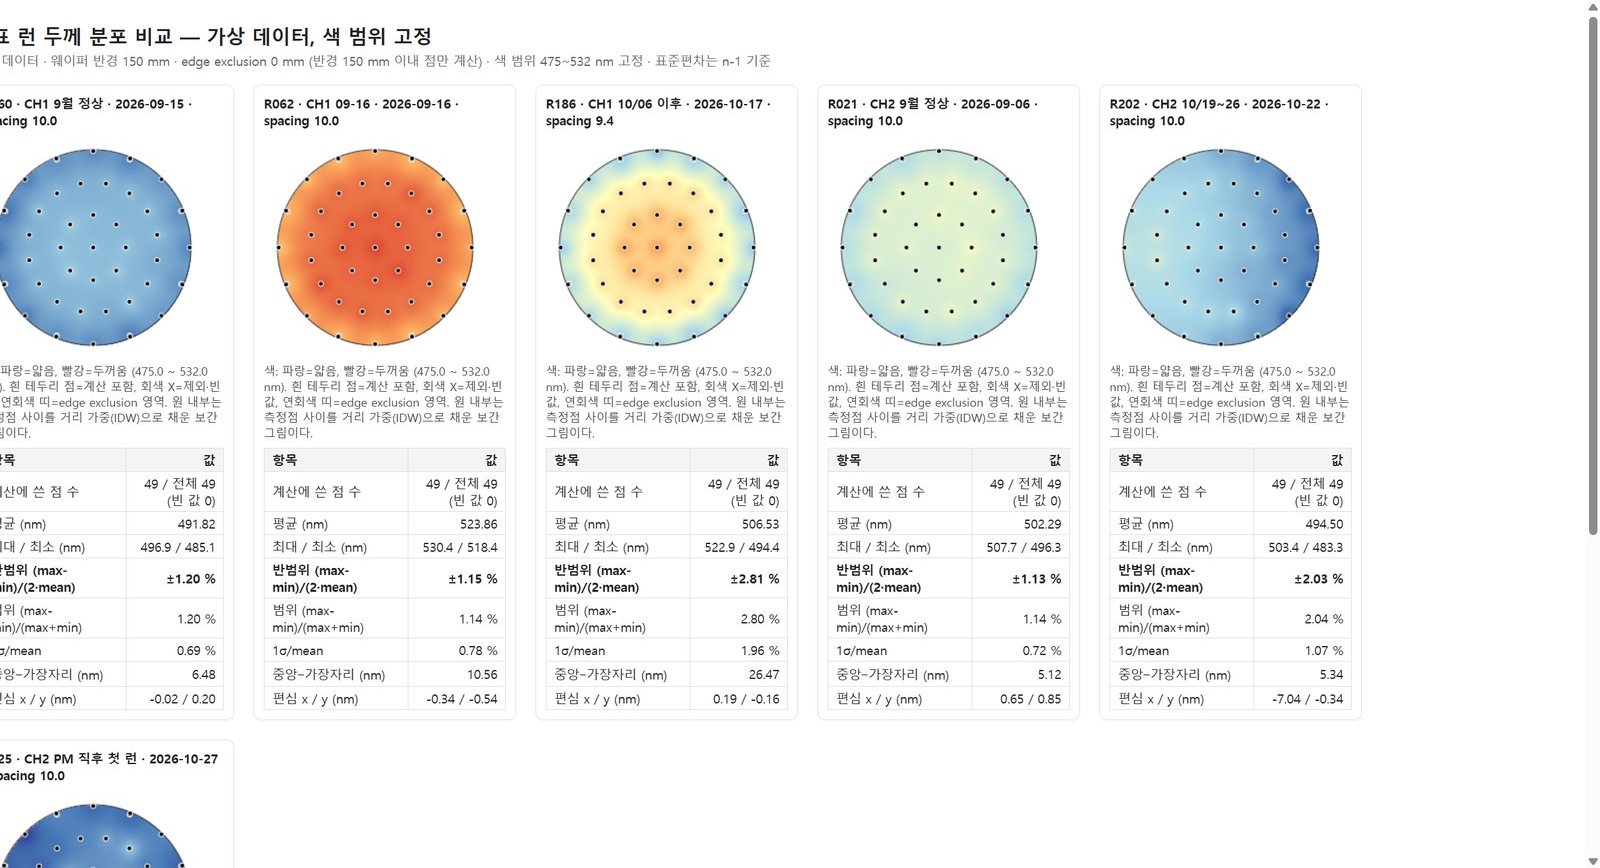 표 런 두께 분포 비교 — 가상 데이터, 색 범위 고정
데이터 · 웨이퍼 반경 150 mm · edge exclusion 0 mm (반경 150 mm 이내 점만 계산) · 색 범위 475~532 nm 고정 · 표준편차는 n-1 기준
60 · CH1 9월 정상 · 2026-09-15 ·
acing 10.0
파랑=얇음, 빨강=두꺼움 (475.0 ~ 532.0
). 흰 테두리 점=계산 포함, 회색 X=제외·빈
, 연회색 띠=edge exclusion 영역. 원 내부는
정점 사이를 거리 가중(IDW)으로 채운 보간
림이다.
항목 값
계산에 쓴 점 수 49 / 전체 49
(빈 값 0)
평균 (nm) 491.82
최대 / 최소 (nm) 496.9 / 485.1
반범위 (max-
min)/(2·mean) ±1.20 %
범위 (max-
min)/(max+min) 1.20 %
σ/mean 0.69 %
중앙−가장자리 (nm) 6.48
편심 x / y (nm) -0.02 / 0.20
R062 · CH1 09-16 · 2026-09-16 ·
spacing 10.0
색: 파랑=얇음, 빨강=두꺼움 (475.0 ~ 532.0
nm). 흰 테두리 점=계산 포함, 회색 X=제외·빈
값, 연회색 띠=edge exclusion 영역. 원 내부는
측정점 사이를 거리 가중(IDW)으로 채운 보간
그림이다.
항목 값
계산에 쓴 점 수 49 / 전체 49
(빈 값 0)
평균 (nm) 523.86
최대 / 최소 (nm) 530.4 / 518.4
반범위 (max-
min)/(2·mean) ±1.15 %
범위 (max-
min)/(max+min) 1.14 %
1σ/mean 0.78 %
중앙−가장자리 (nm) 10.56
편심 x / y (nm) -0.34 / -0.54
R186 · CH1 10/06 이후 · 2026-10-17 ·
spacing 9.4
색: 파랑=얇음, 빨강=두꺼움 (475.0 ~ 532.0
nm). 흰 테두리 점=계산 포함, 회색 X=제외·빈
값, 연회색 띠=edge exclusion 영역. 원 내부는
측정점 사이를 거리 가중(IDW)으로 채운 보간
그림이다.
항목 값
계산에 쓴 점 수 49 / 전체 49
(빈 값 0)
평균 (nm) 506.53
최대 / 최소 (nm) 522.9 / 494.4
반범위 (max-
min)/(2·mean) ±2.81 %
범위 (max-
min)/(max+min) 2.80 %
1σ/mean 1.96 %
중앙−가장자리 (nm) 26.47
편심 x / y (nm) 0.19 / -0.16
R021 · CH2 9월 정상 · 2026-09-06 ·
spacing 10.0
색: 파랑=얇음, 빨강=두꺼움 (475.0 ~ 532.0
nm). 흰 테두리 점=계산 포함, 회색 X=제외·빈
값, 연회색 띠=edge exclusion 영역. 원 내부는
측정점 사이를 거리 가중(IDW)으로 채운 보간
그림이다.
항목 값
계산에 쓴 점 수 49 / 전체 49
(빈 값 0)
평균 (nm) 502.29
최대 / 최소 (nm) 507.7 / 496.3
반범위 (max-
min)/(2·mean) ±1.13 %
범위 (max-
min)/(max+min) 1.14 %
1σ/mean 0.72 %
중앙−가장자리 (nm) 5.12
편심 x / y (nm) 0.65 / 0.85
R202 · CH2 10/19~26 · 2026-10-22 ·
spacing 10.0
색: 파랑=얇음, 빨강=두꺼움 (475.0 ~ 532.0
nm). 흰 테두리 점=계산 포함, 회색 X=제외·빈
값, 연회색 띠=edge exclusion 영역. 원 내부는
측정점 사이를 거리 가중(IDW)으로 채운 보간
그림이다.
항목 값
계산에 쓴 점 수 49 / 전체 49
(빈 값 0)
평균 (nm) 494.50
최대 / 최소 (nm) 503.4 / 483.3
반범위 (max-
min)/(2·mean) ±2.03 %
범위 (max-
min)/(max+min) 2.04 %
1σ/mean 1.07 %
중앙−가장자리 (nm) 5.34
편심 x / y (nm) -7.04 / -0.34
25 · CH2 PM 직후 첫 런 · 2026-10-27
acing 10.0